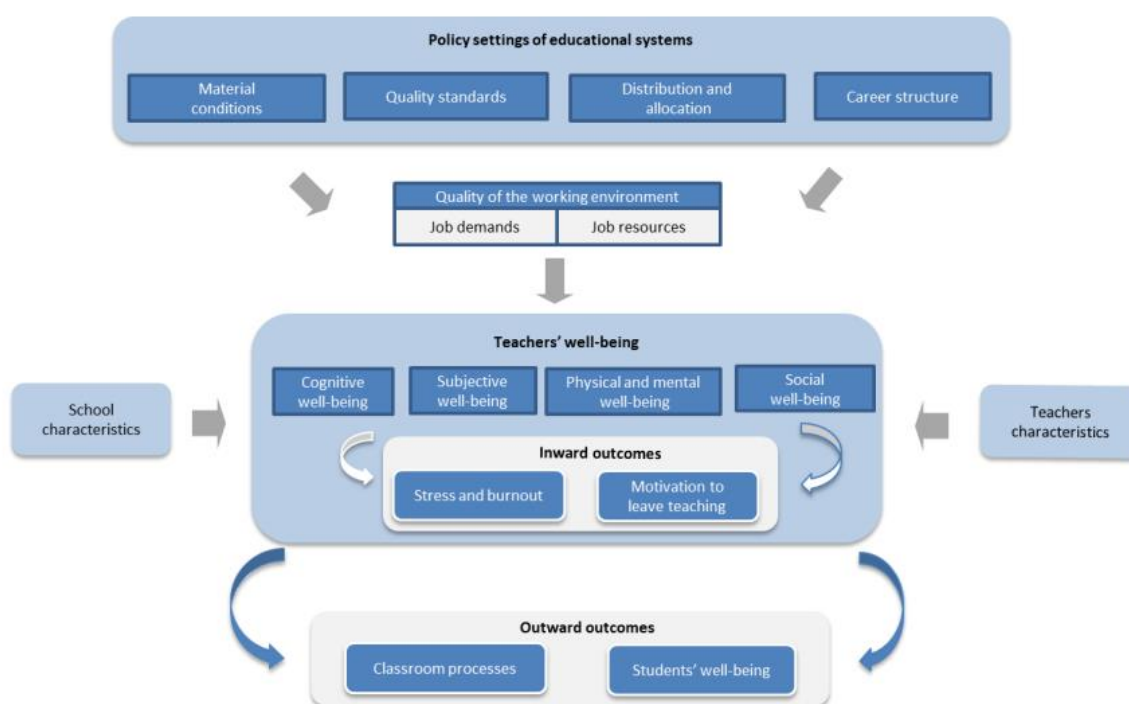 Policy settings of educational systems
Material
conditions
Quality standards
Distribution and
allocation
Career structure
Quality of the working environment
Job demands
Job resources
Teachers’ well-being
Cognitive
well-being
Subjective
well-being
Physical and mental
well-being
Social
well-being
School
characteristics
Teachers
characteristics
Inward outcomes
Stress and burnout
Motivation to
leave teaching
Outward outcomes
Classroom processes
Students’ well-being